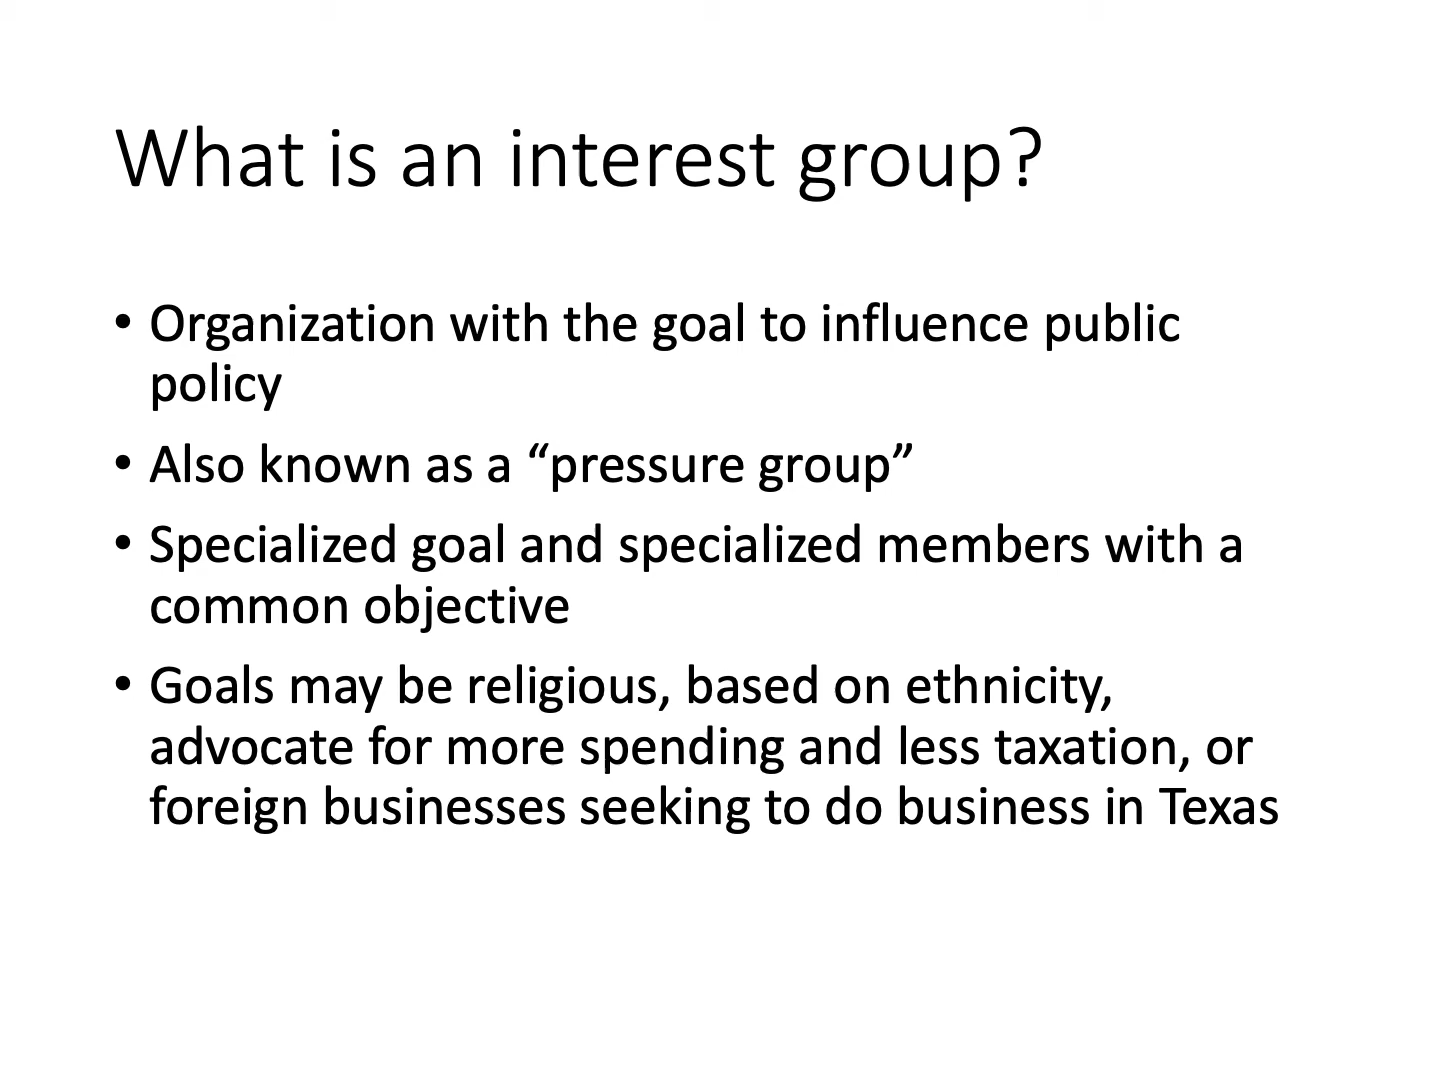 What is an interest group?
• Organization with the goal to influence public
policy
• Also known as a “pressure group”
• Specialized goal and specialized members with a
common objective
• Goals may be religious, based on ethnicity,
advocate for more spending and less taxation, or
foreign businesses seeking to do business in Texas